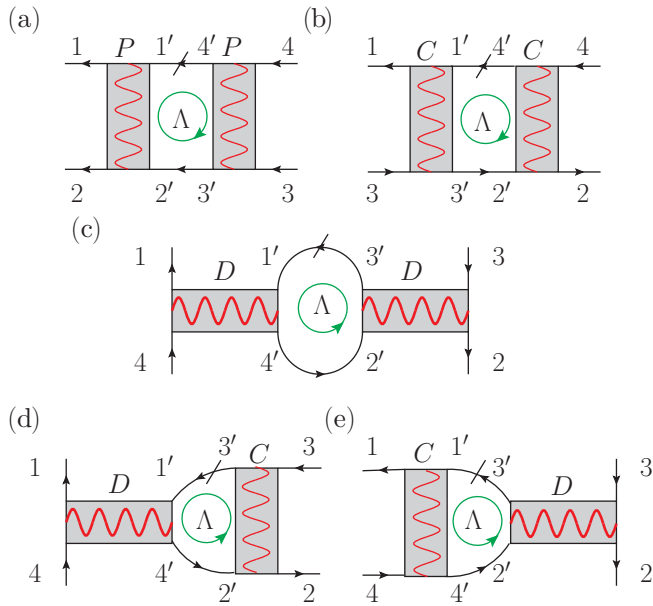 (a) (b)
1 P 1′ 4′ P 4 1 C 1′ 4′ C 4
Λ Λ
2 2′ 3′ 3 3 3′ 2′ 2
(c)
1 1′ 3′ 3
D D
Λ
4 4′ 2′ 2
(d) (e)
1 1′ 3′ C 3 1 C 1′ 3′ 3
D Λ Λ D
4 4′ 2′ 2 4 4′ 2′ 2